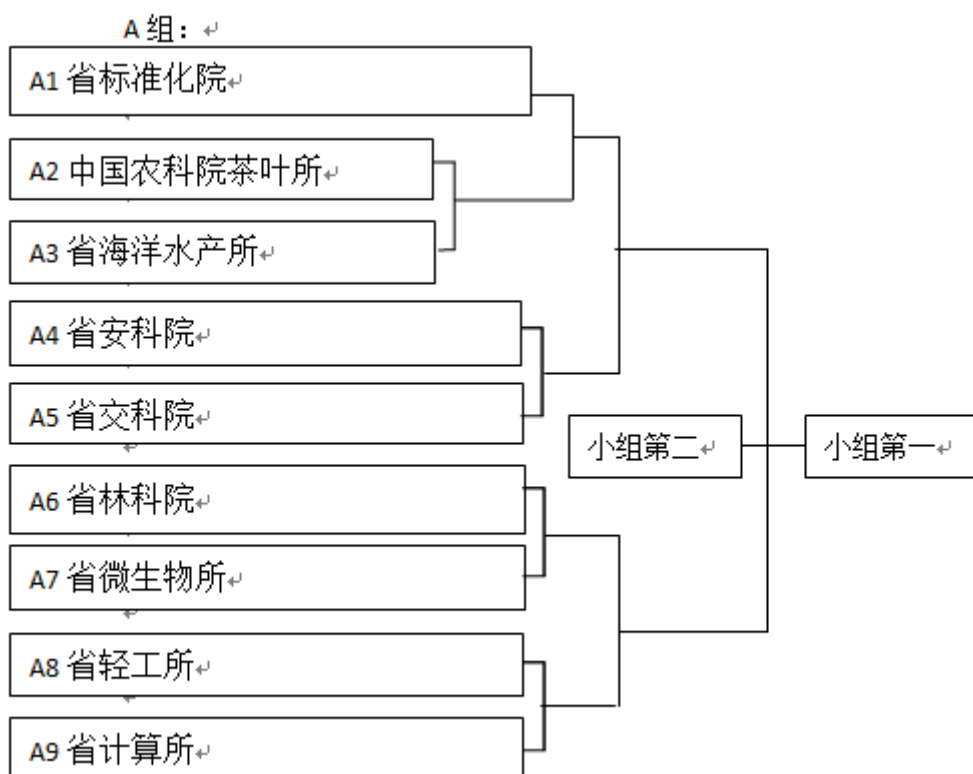 A 组：
A1 省标准化院
A2 中国农科院茶叶所
A3 省海洋水产所
A4 省安科院
A5 省交科院
小组第二
小组第一
A6 省林科院
A7 省微生物所
A8 省轻工所
A9 省计算所